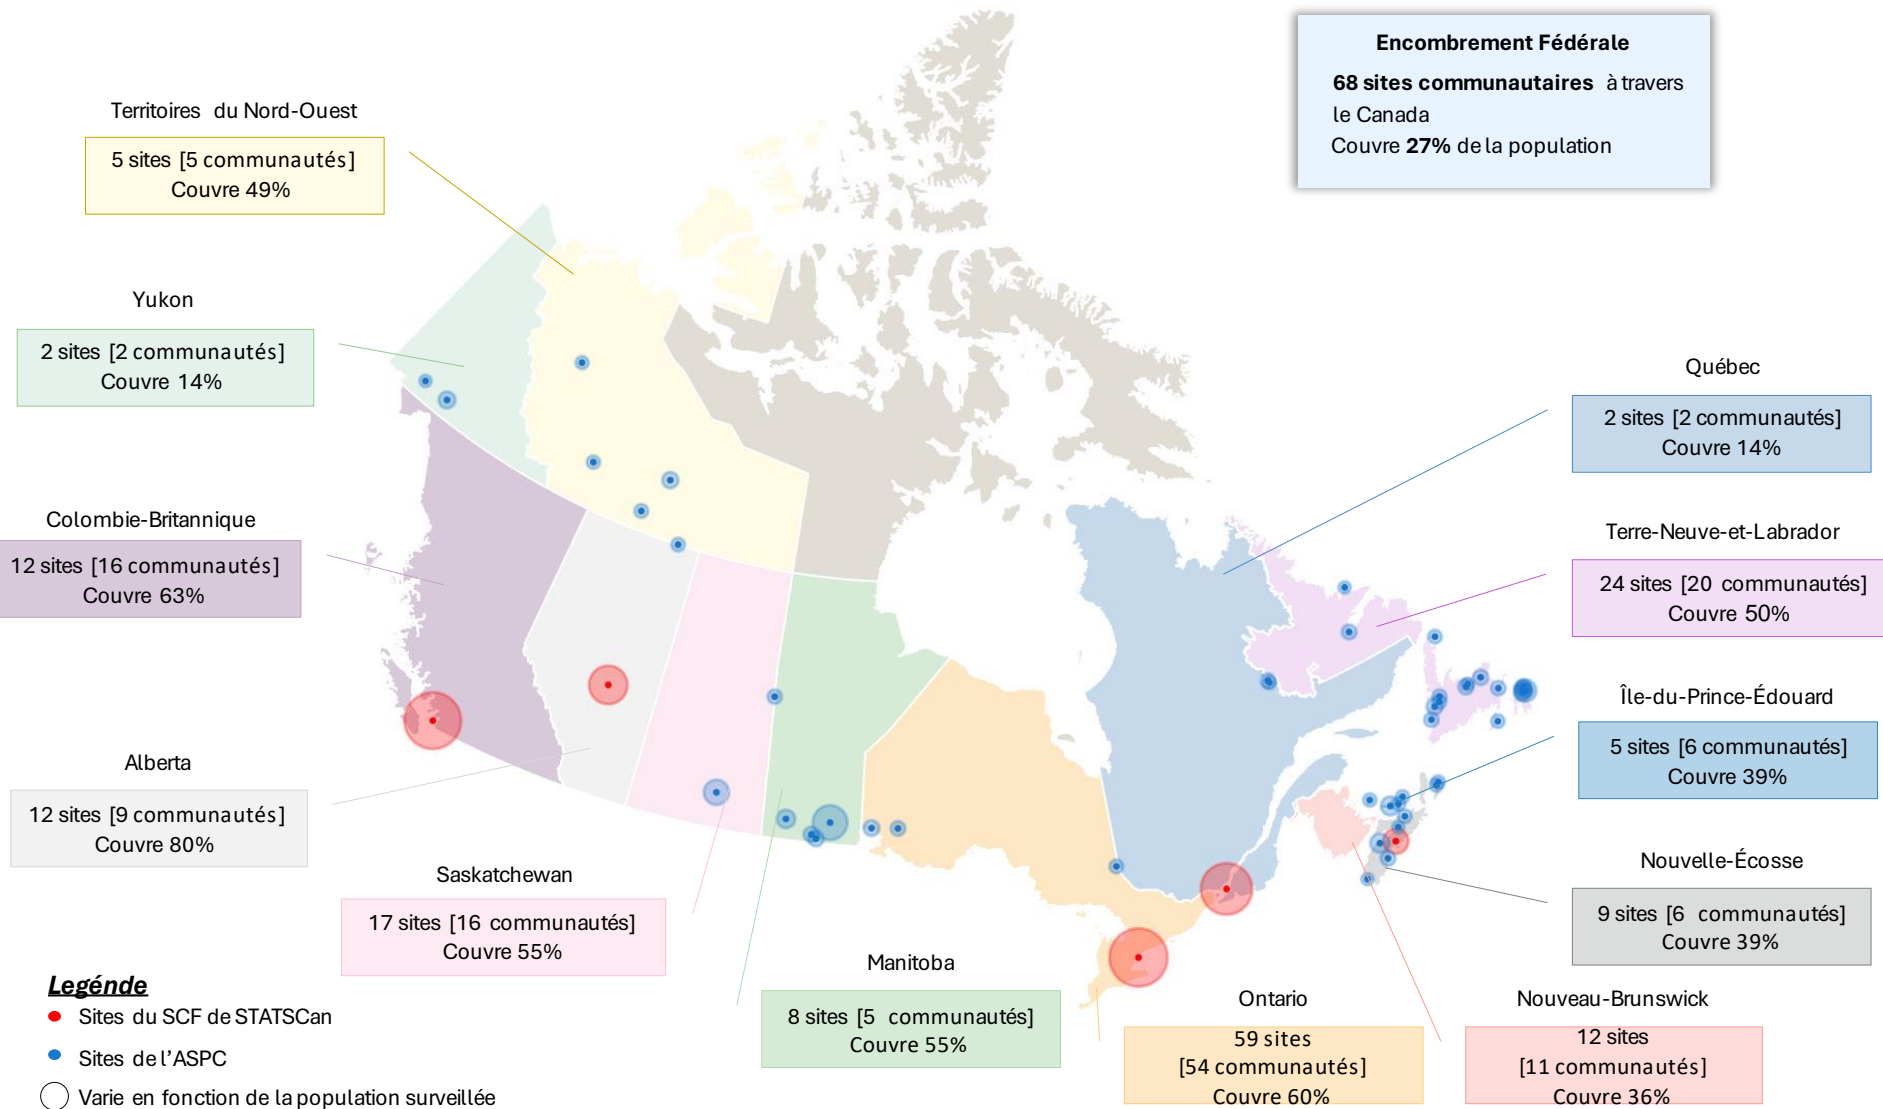 Encombrement Fédérale
68 sites communautaires à travers
le Canada
Couvre 27% de la population
Territoires du Nord-Ouest
5 sites [5 communautés]
Couvre 49%
Yukon
2 sites [2 communautés]
Couvre 14%
Colombie-Britannique
12 sites [16 communautés]
Couvre 63%
Alberta
12 sites [9 communautés]
Couvre 80%
Saskatchewan
17 sites [16 communautés]
Couvre 55%
Manitoba
8 sites [5 communautés]
Couvre 55%
Ontario
59 sites
[54 communautés]
Couvre 60%
Nouveau-Brunswick
12 sites
[11 communautés]
Couvre 36%
Québec
2 sites [2 communautés]
Couvre 14%
Terre-Neuve-et-Labrador
24 sites [20 communautés]
Couvre 50%
Île-du-Prince-Édouard
5 sites [6 communautés]
Couvre 39%
Nouvelle-Écosse
9 sites [6 communautés]
Couvre 39%
Legénde
Sites du SCF de STATSCan
Sites de l'ASPC
Varie en fonction de la population surveillée